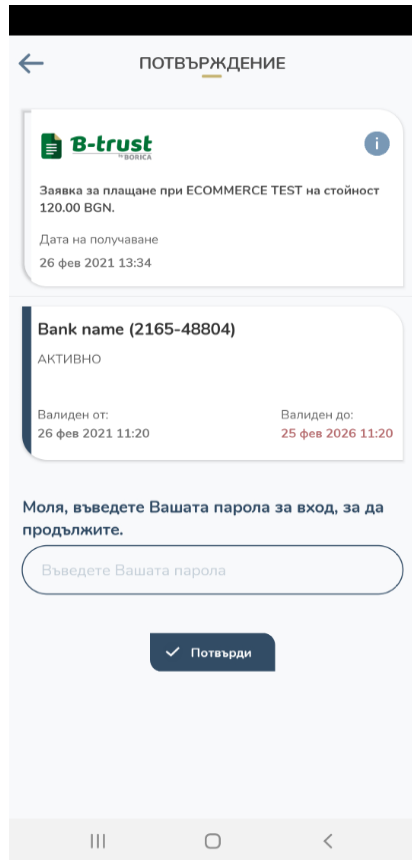 ПОТВЪРЖДЕНИЕ
B-trust
by BORICA
i
Заявка за плащане при ECOMMERCE TEST на стойност
120.00 BGN.
Дата на получаване
26 фев 2021 13:34
Bank name (2165-48804)
АКТИВНО
Валиден от:
Валиден до:
26 фев 2021 11:20
25 фев 2026 11:20
Моля, въведете Вашата парола за вход, за да
продължите.
Въведете Вашата парола
Потвърди